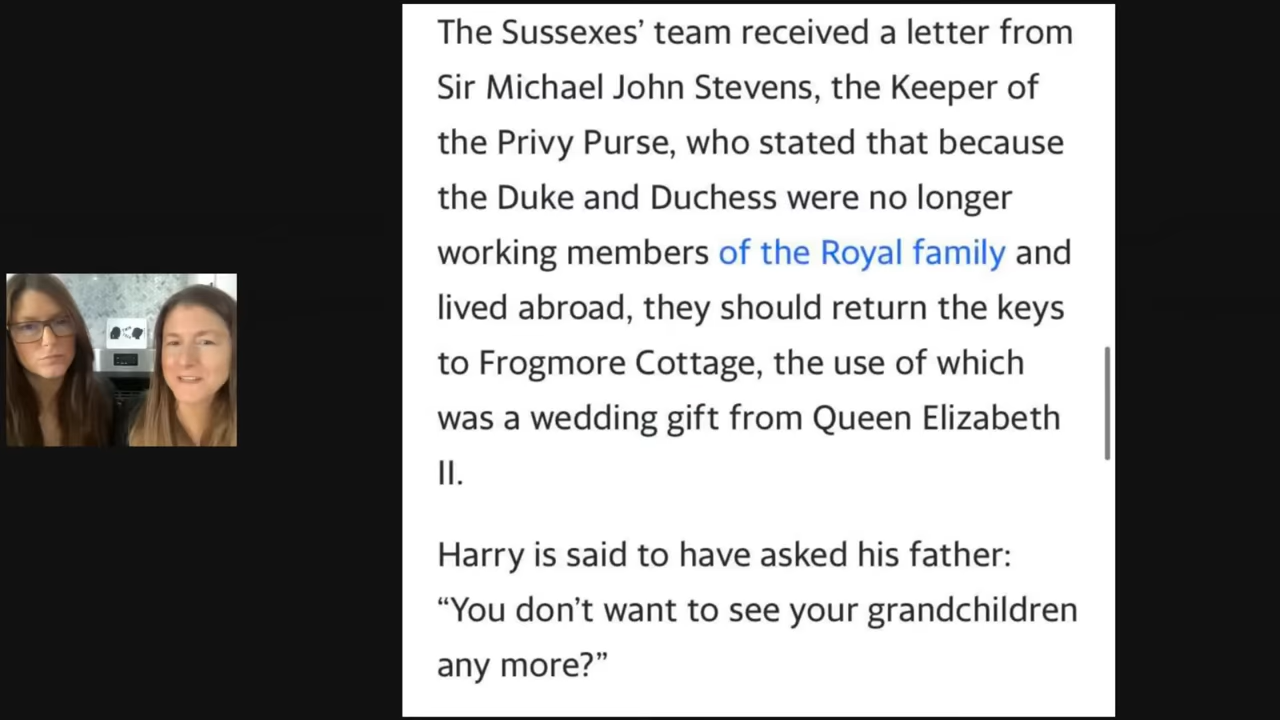 The Sussexes’ team received a letter from
Sir Michael John Stevens, the Keeper of
the Privy Purse, who stated that because
the Duke and Duchess were no longer
working members of the Royal family and
lived abroad, they should return the keys
to Frogmore Cottage, the use of which
was a wedding gift from Queen Elizabeth
II.
Harry is said to have asked his father:
“You don’t want to see your grandchildren
any more?”